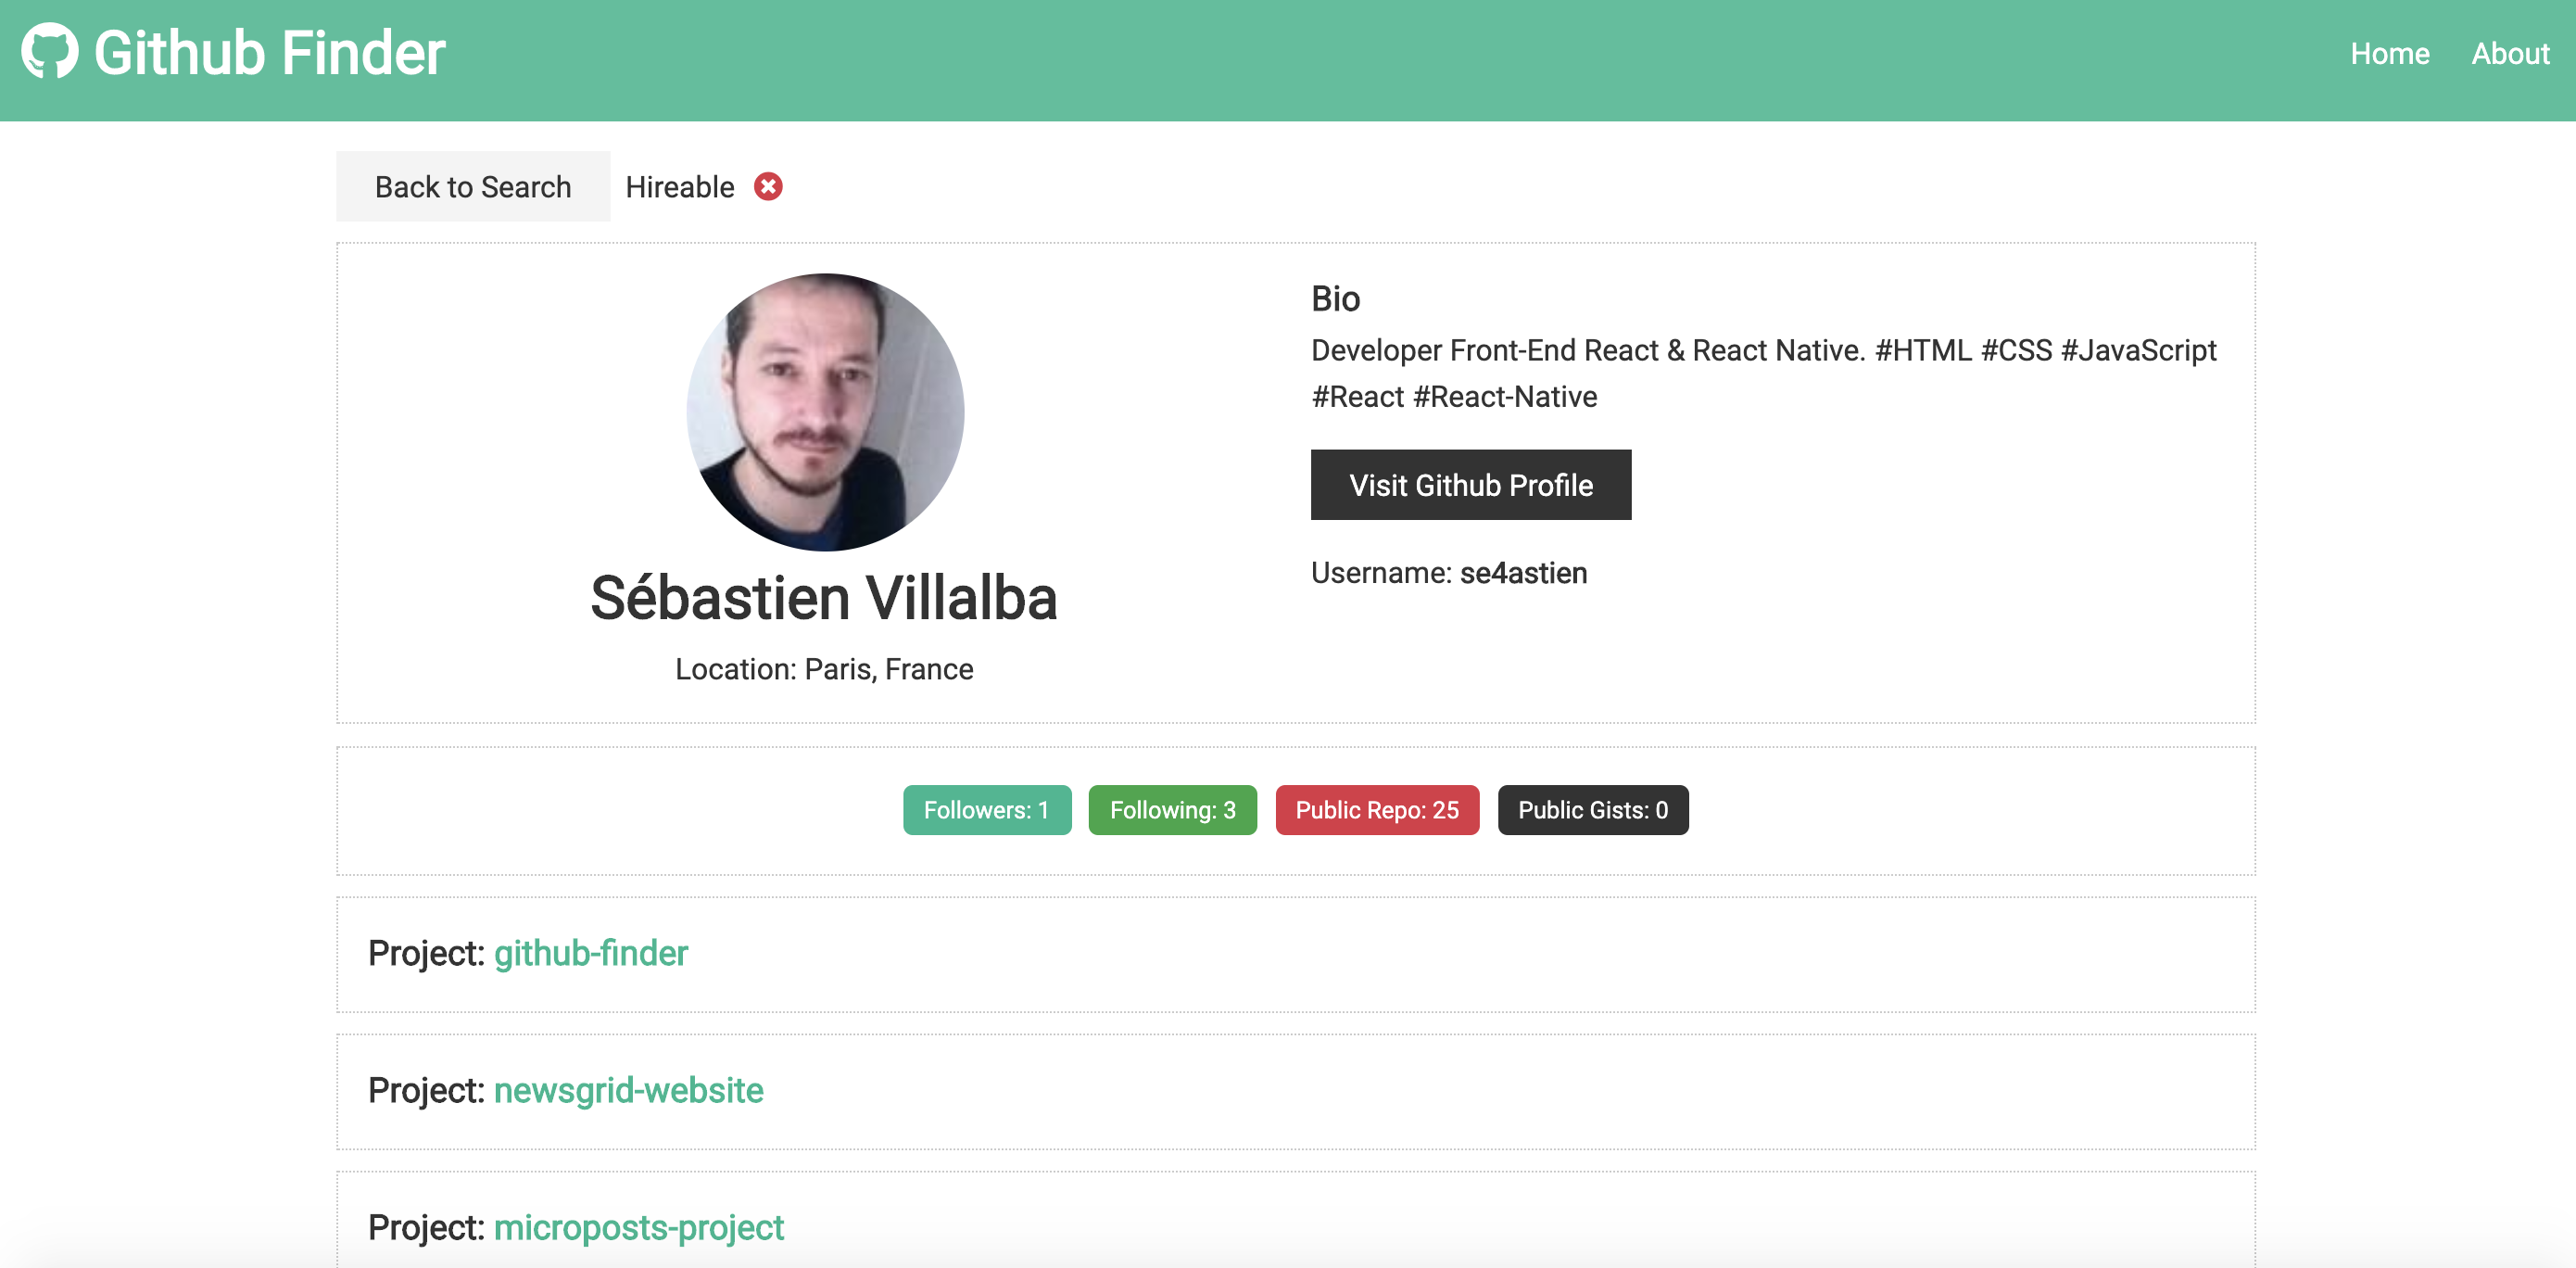 Github Finder
Home About
Back to Search Hireable
Bio
Developer Front-End React & React Native. #HTML #CSS #JavaScript
#React #React-Native
Visit Github Profile
Username: se4astien
Sébastien Villalba
Location: Paris, France
Followers: 1 Following: 3 Public Repo: 25 Public Gists: 0
Project: github-finder
Project: newsgrid-website
Project: microposts-project